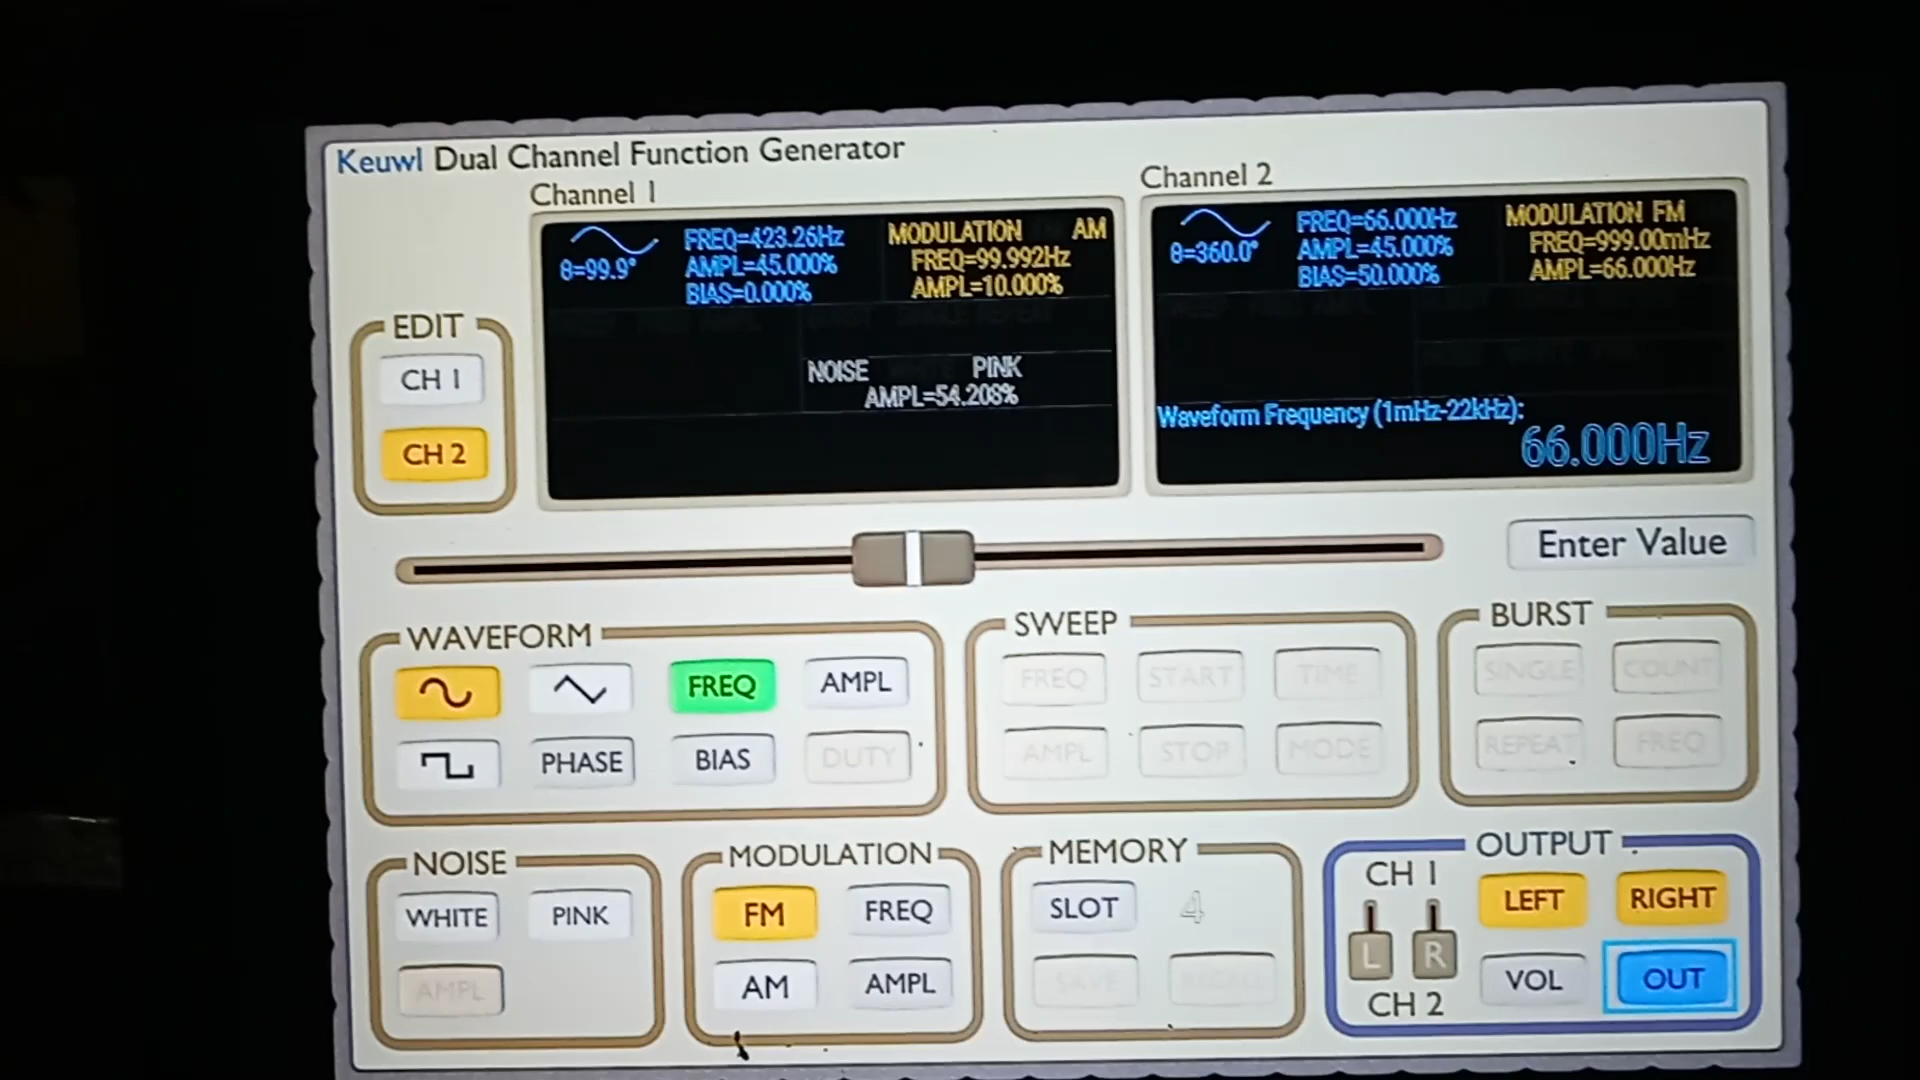 Keuwl Dual Channel Function Generator
Channel 1
θ=99.9°
FREQ=423.26Hz
AMPL=45.000%
BIAS=0.000%
MODULATION AM
FREQ=99.992Hz
AMPL=10.000%
NOISE PINK
AMPL=54.208%
Channel 2
θ=360.0°
FREQ=66.000Hz
AMPL=45.000%
BIAS=50.000%
MODULATION FM
FREQ=999.00mHz
AMPL=66.000Hz
Waveform Frequency (1mHz-22kHz):
66.000Hz
EDIT
CH 1
CH 2
Enter Value
WAVEFORM
FREQ AMPL
PHASE BIAS DUTY
SWEEP
FREQ START TIME
AMPL STOP MODE
BURST
SINGLE COUNT
REPEAT FREQ
NOISE
WHITE PINK
AMPL
MODULATION
FM FREQ
AM AMPL
MEMORY
SLOT 4
SAVE RECALL
OUTPUT
CH 1 LEFT RIGHT
L R
VOL OUT
CH 2